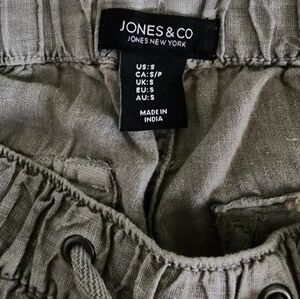 JONES & CO
JONES NEW YORK
US: S
CA: S/P
UK: S
EU: S
AU: S
MADE IN
INDIA